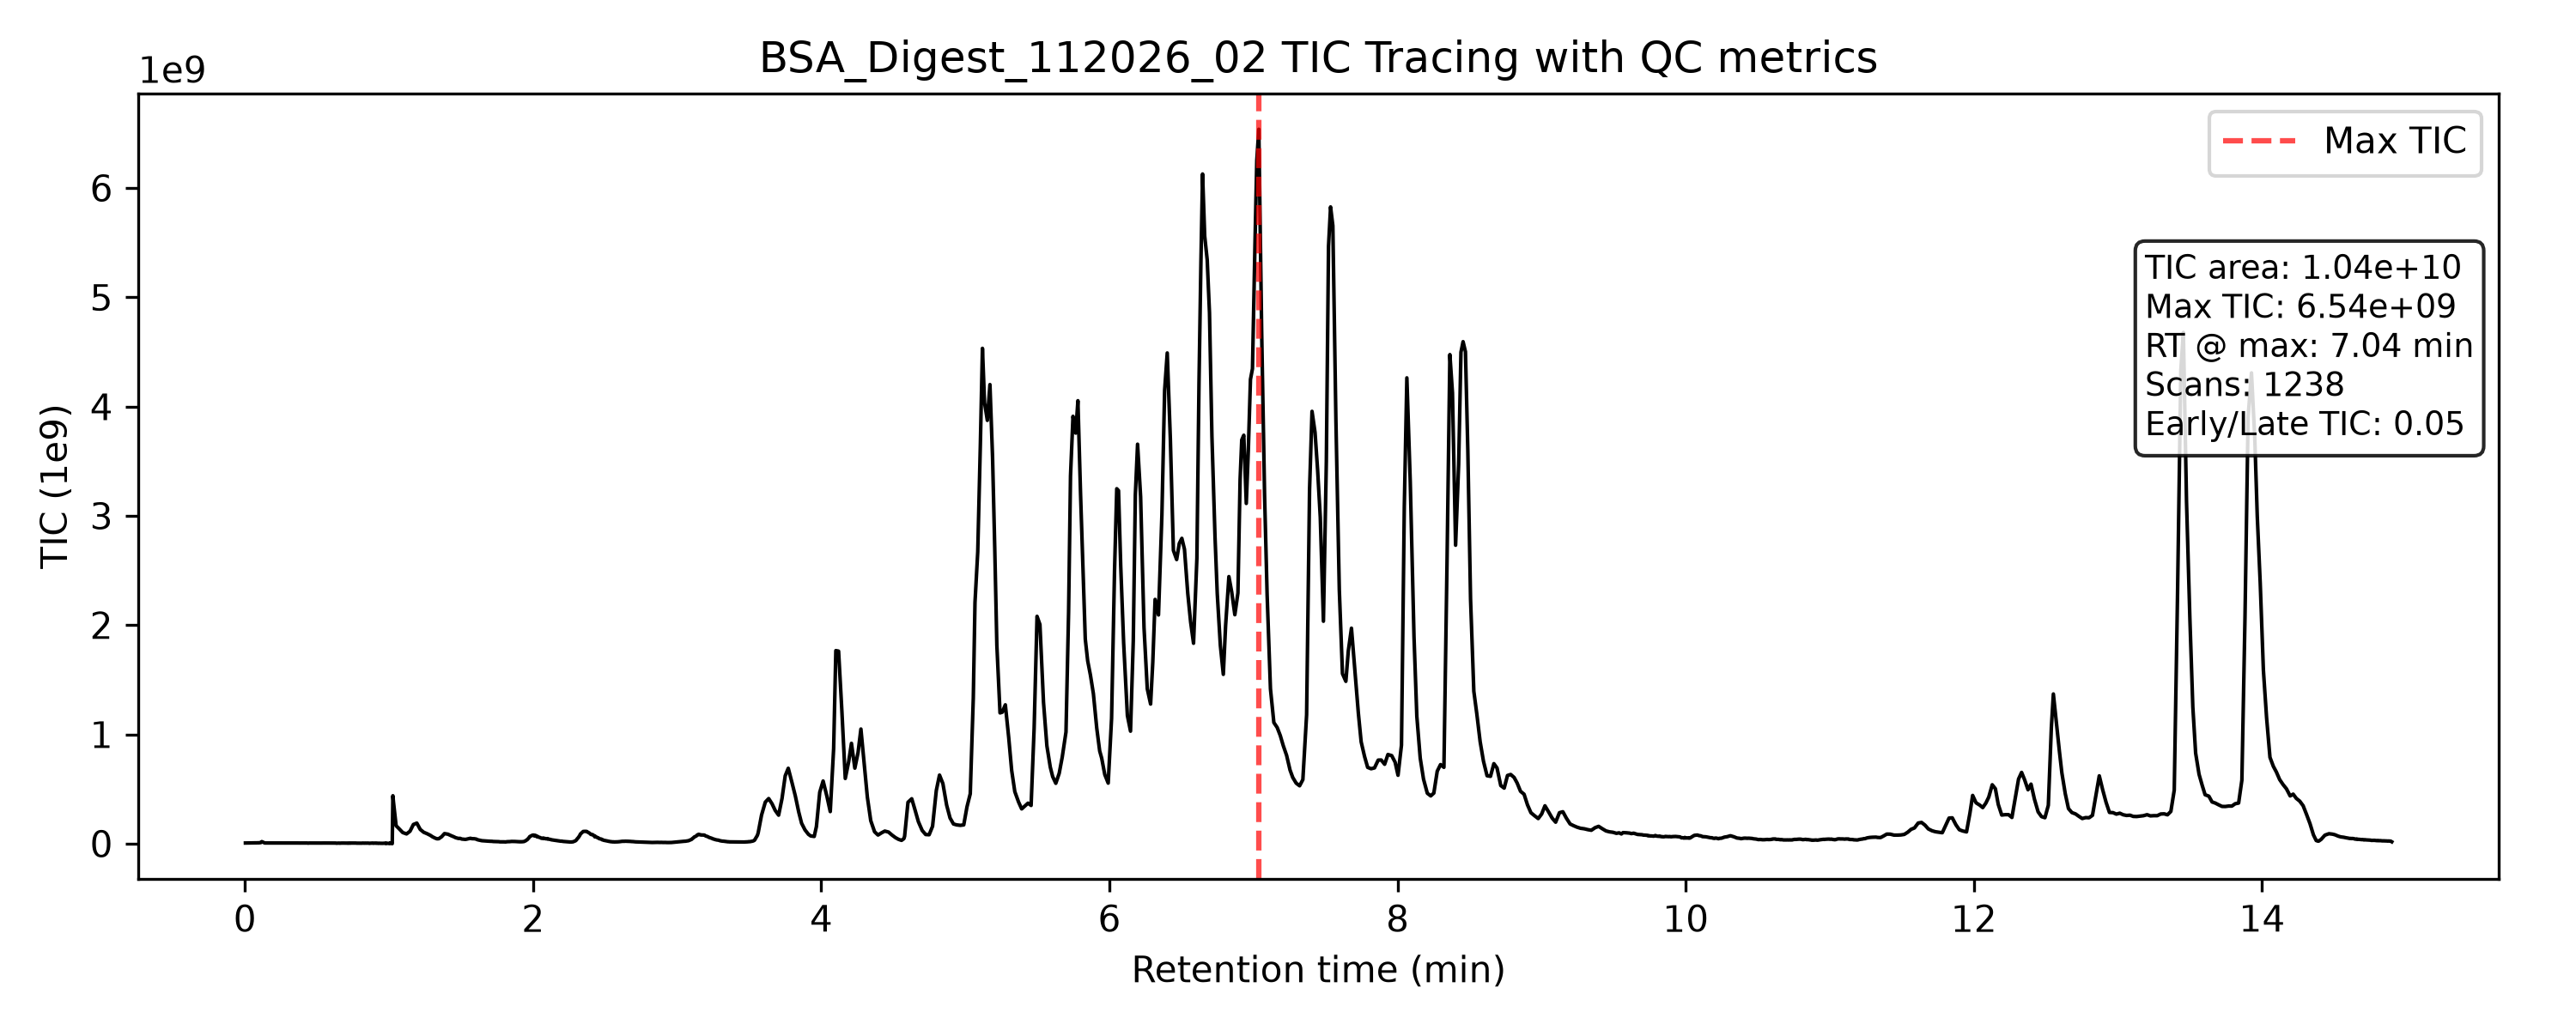 BSA_Digest_112026_02 TIC Tracing with QC metrics
1e9
Max TIC
TIC area: 1.04e+10
Max TIC: 6.54e+09
RT @ max: 7.04 min
Scans: 1238
Early/Late TIC: 0.05
TIC (1e9)
6
5
4
3
2
1
0
0 2 4 6 8 10 12 14
Retention time (min)